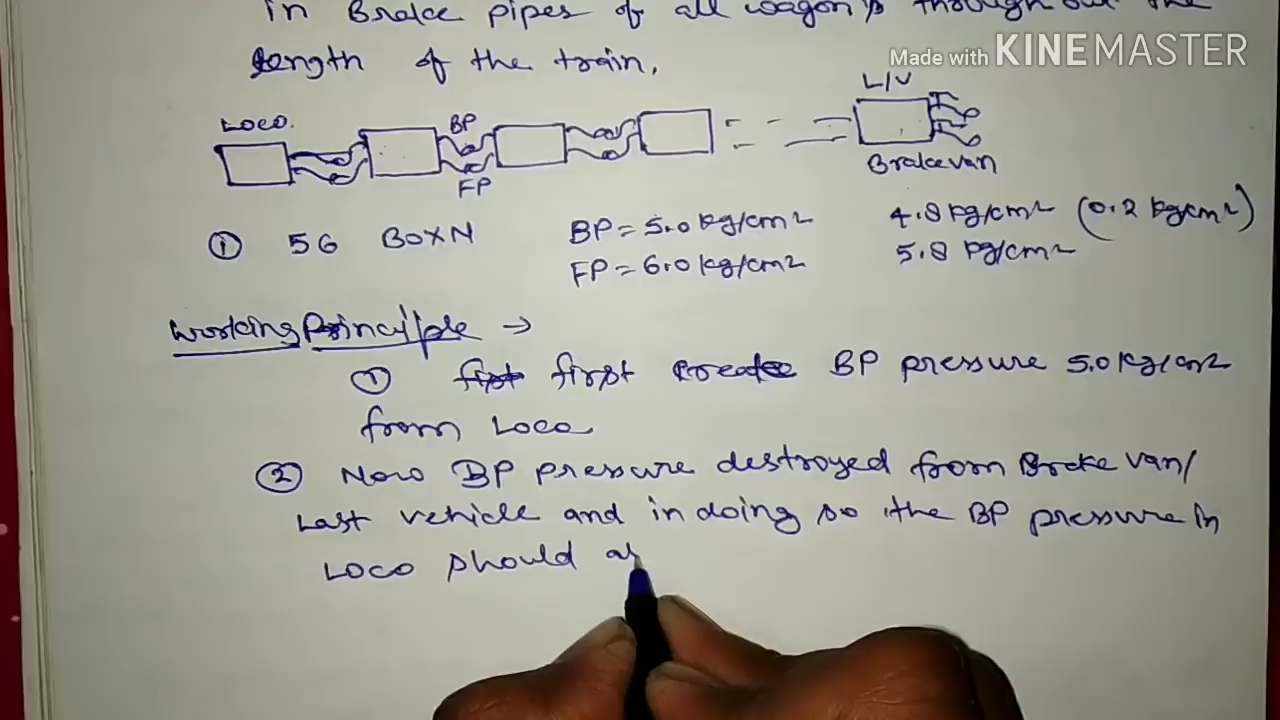 in Brake pipes of all wagon's throughout the
Made with KINEMASTER
length of the train.
L/V
LOCO.
BP
Brakevan
FP
① 56 BOXN BP = 5.0 kg/cm2 4.8 kg/cm2 (0.2 kg/cm2)
FP = 6.0 kg/cm2 5.8 kg/cm2
Working Principle →
① first create BP pressure 5.0 kg/cm2
from Loco
② Now BP pressure destroyed from Brake van/
Last vehicle and in doing so, the BP pressure in
LOCO should